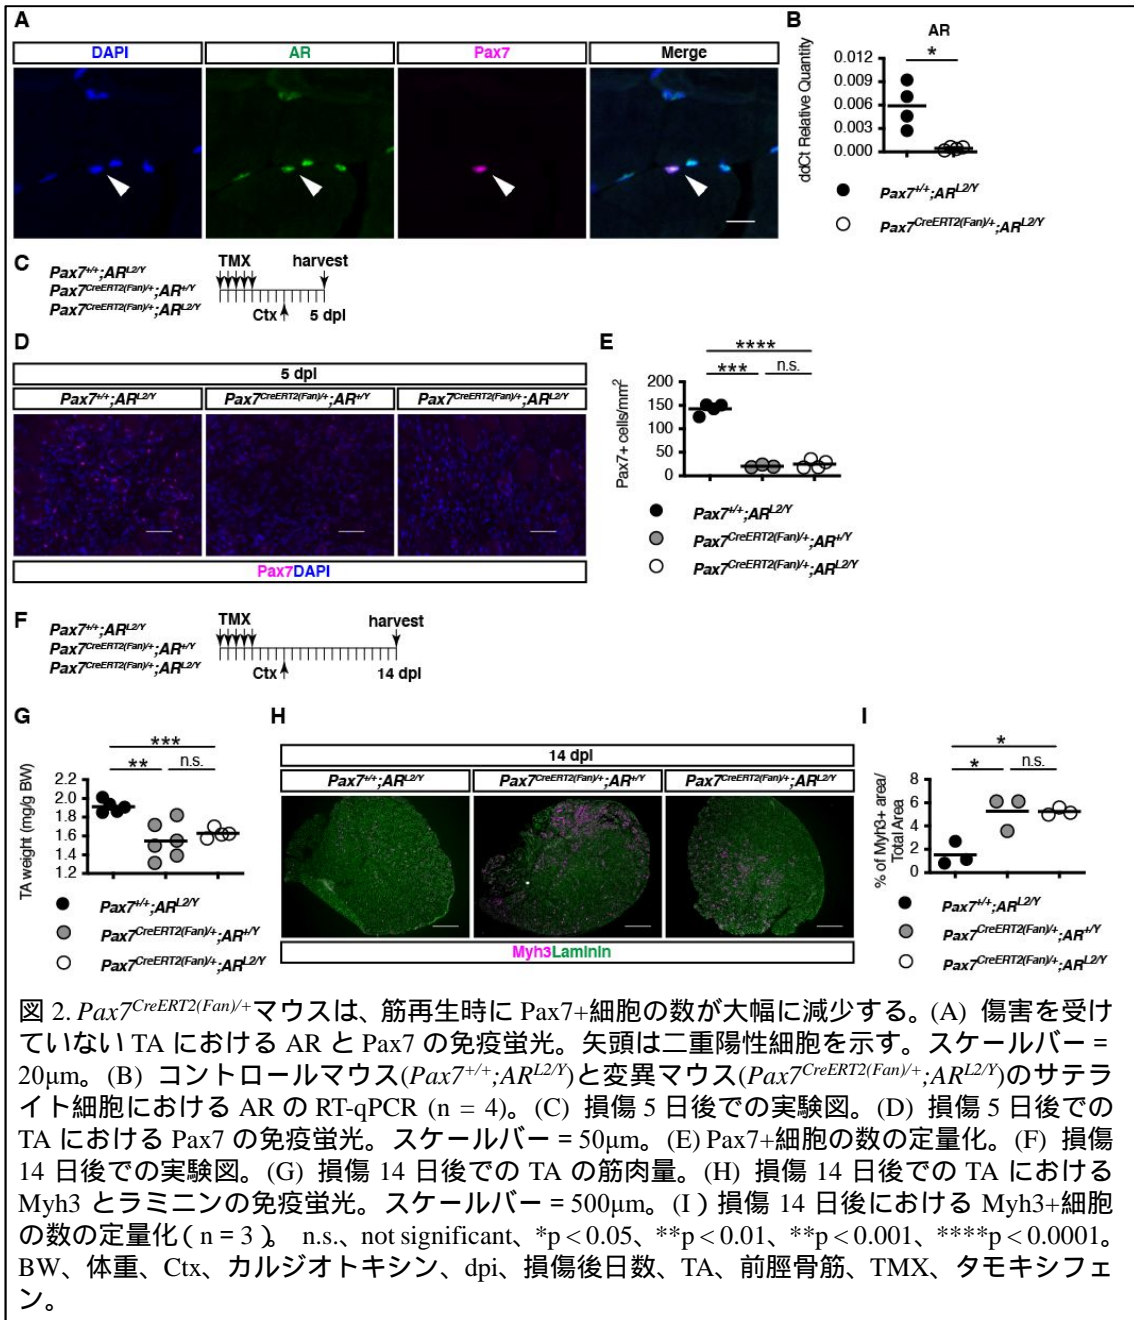 A
DAPI AR Pax7 Merge
B
AR
*
ddCt Relative Quantity
0.012
0.009
0.006
0.003
0.000
Pax7+/+;ARL2/Y
Pax7CreERT2(Fan)/+;ARL2/Y
C
Pax7+/+;ARL2/Y
Pax7CreERT2(Fan)/+;AR+/Y
Pax7CreERT2(Fan)/+;ARL2/Y
TMX harvest
Ctx 5 dpl
D
5 dpl
Pax7+/+;ARL2/Y Pax7CreERT2(Fan)/+;AR+/Y Pax7CreERT2(Fan)/+;ARL2/Y
Pax7DAPI
E
****
*** n.s.
Pax7+ cells/mm2
200
150
100
50
0
Pax7+/+;ARL2/Y
Pax7CreERT2(Fan)/+;AR+/Y
Pax7CreERT2(Fan)/+;ARL2/Y
F
Pax7+/+;ARL2/Y
Pax7CreERT2(Fan)/+;AR+/Y
Pax7CreERT2(Fan)/+;ARL2/Y
TMX harvest
Ctx 14 dpl
G
***
** n.s.
TA weight (mg/g BW)
2.2
2.0
1.8
1.6
1.4
1.2
Pax7+/+;ARL2/Y
Pax7CreERT2(Fan)/+;AR+/Y
Pax7CreERT2(Fan)/+;ARL2/Y
H
14 dpl
Pax7+/+;ARL2/Y Pax7CreERT2(Fan)/+;AR+/Y Pax7CreERT2(Fan)/+;ARL2/Y
Myh3Laminin
I
*
* n.s.
% of Myh3+ area/
Total Area
8
6
4
2
0
Pax7+/+;ARL2/Y
Pax7CreERT2(Fan)/+;AR+/Y
Pax7CreERT2(Fan)/+;ARL2/Y
図 2. Pax7CreERT2(Fan)/+マウスは、筋再生時に Pax7+細胞の数が大幅に減少する。(A) 傷害を受け
ていない TA における AR と Pax7 の免疫蛍光。矢頭は二重陽性細胞を示す。スケールバー =
20μm。(B) コントロールマウス(Pax7+/+;ARL2/Y)と変異マウス(Pax7CreERT2(Fan)/+;ARL2/Y)のサテラ
イト細胞における AR の RT-qPCR (n = 4)。(C) 損傷 5 日後での実験図。(D) 損傷 5 日後での
TA における Pax7 の免疫蛍光。スケールバー = 50μm。(E) Pax7+細胞の数の定量化。(F) 損傷
14 日後での実験図。(G) 損傷 14 日後での TA の筋肉量。(H) 損傷 14 日後での TA における
Myh3 とラミニンの免疫蛍光。スケールバー = 500μm。(I) 損傷 14 日後における Myh3+細胞
の数の定量化 ( n = 3 )。 n.s.、not significant、*p < 0.05、**p < 0.01、**p < 0.001、****p < 0.0001。
BW、体重、Ctx、カルジオトキシン、dpi、損傷後日数、TA、前脛骨筋、TMX、タモキシフェ
ン。